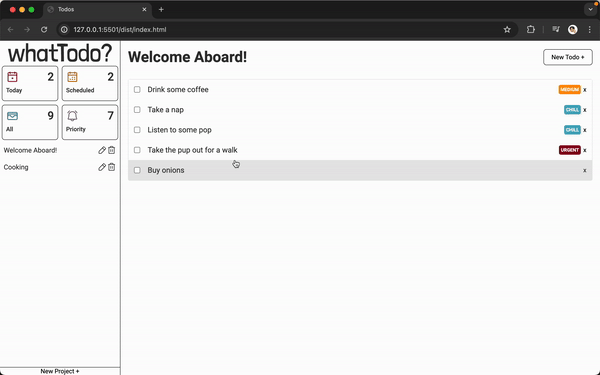 Todos
127.0.0.1:5501/dist/index.html
whatTodo?
2
Today
2
Scheduled
9
All
7
Priority
Welcome Aboard!
Cooking
New Project +
Welcome Aboard!
New Todo +
Drink some coffee
MEDIUM x
Take a nap
CHILL x
Listen to some pop
CHILL x
Take the pup out for a walk
URGENT x
Buy onions
x